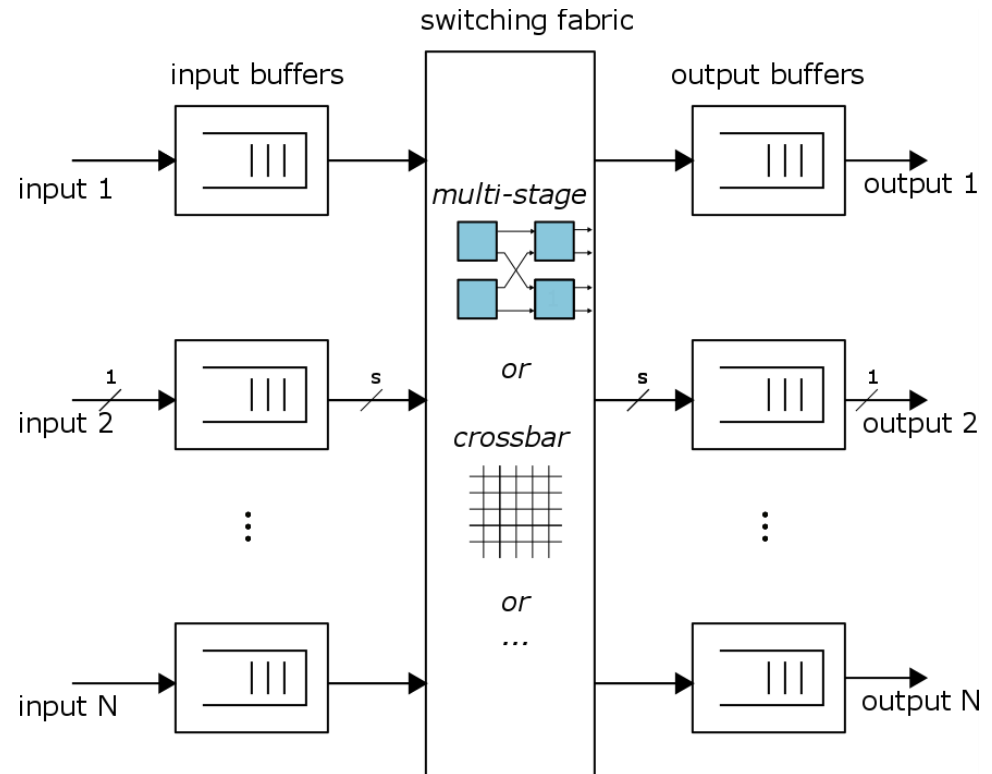 switching fabric
input buffers
output buffers
input 1
output 1
multi-stage
or
1
s
s
1
input 2
output 2
crossbar
or
...
input N
output N